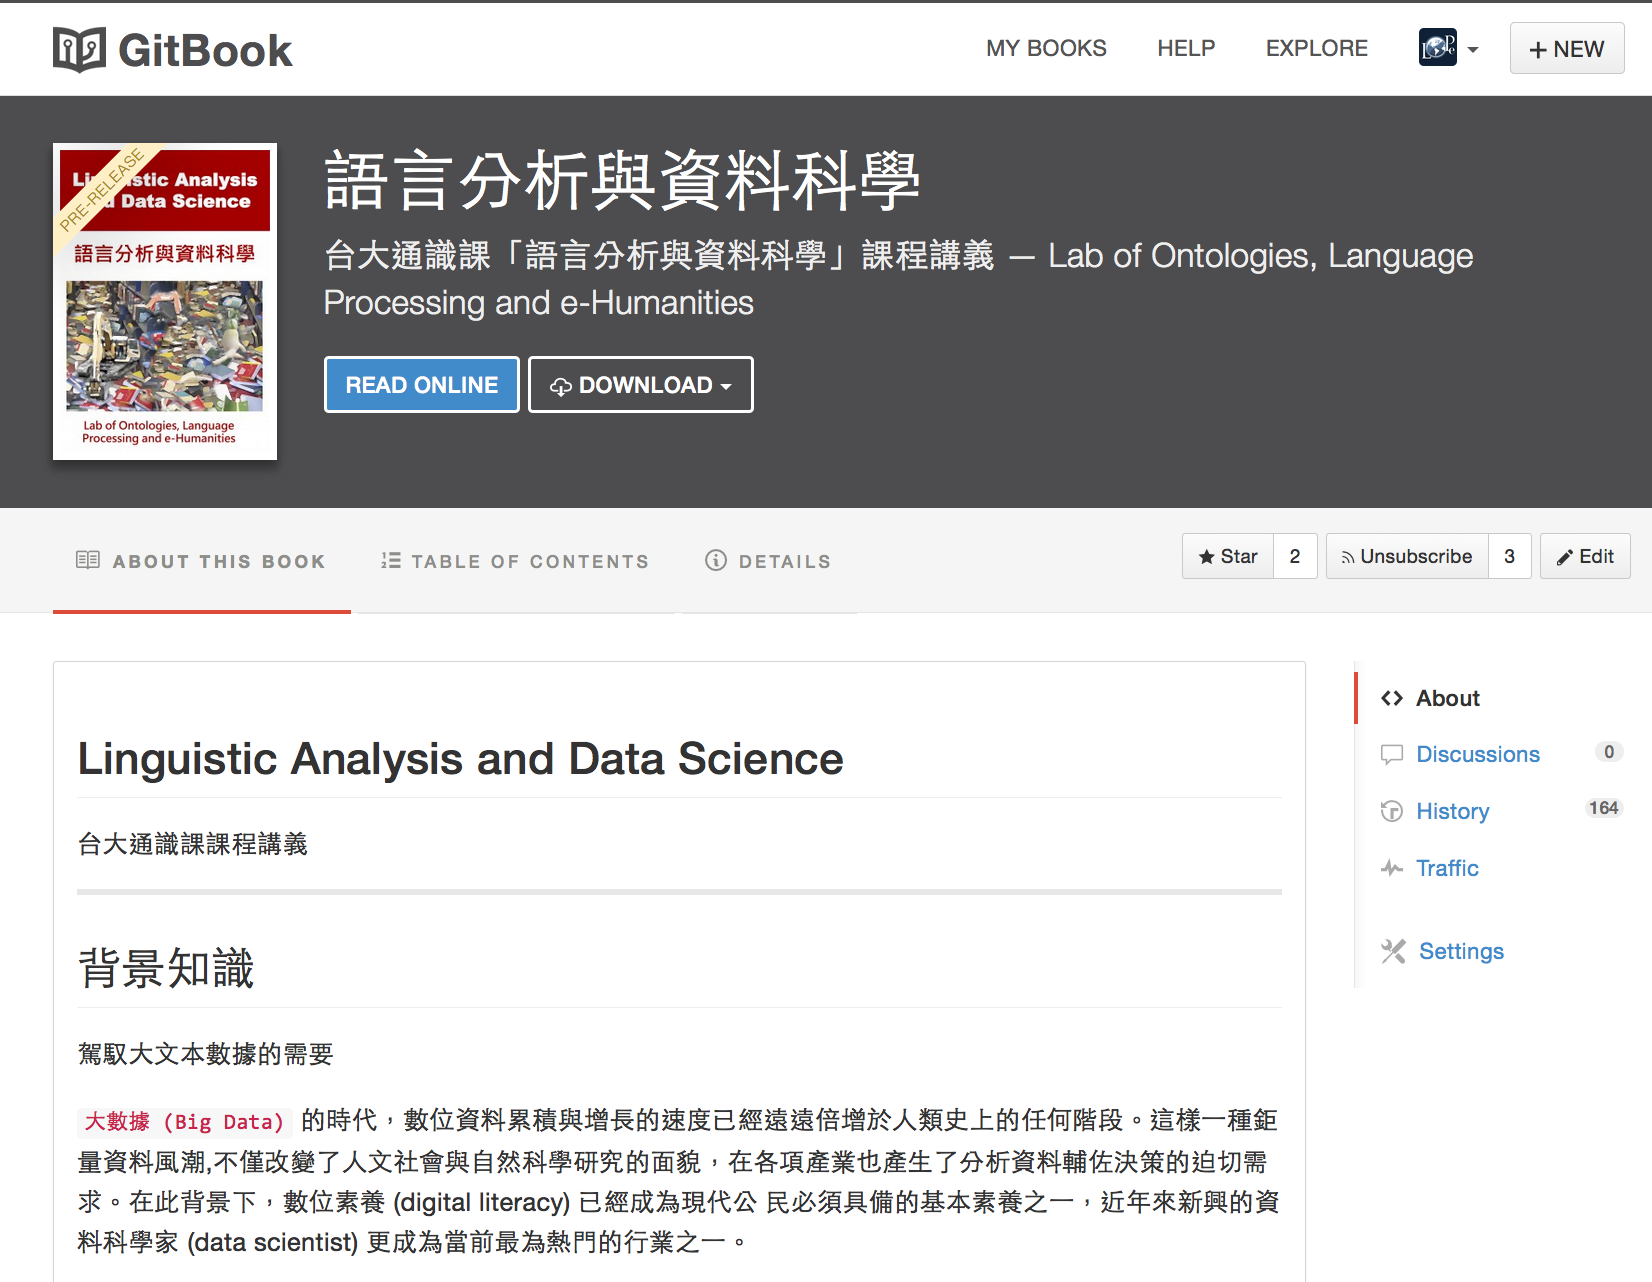 GitBook
MY BOOKS
HELP
EXPLORE
LOPe
+ NEW
PRE-RELEASE
Linguistic Analysis
Data Science
語言分析與資料科學
Lab of Ontologies, Language
Processing and e-Humanities
語言分析與資料科學
台大通識課「語言分析與資料科學」課程講義 — Lab of Ontologies, Language
Processing and e-Humanities
READ ONLINE
DOWNLOAD
ABOUT THIS BOOK
TABLE OF CONTENTS
DETAILS
Star 2
Unsubscribe 3
Edit
Linguistic Analysis and Data Science
台大通識課課程講義
背景知識
駕馭大文本數據的需要
大數據 (Big Data) 的時代，數位資料累積與增長的速度已經遠遠倍增於人類史上的任何階段。這樣一種鉅
量資料風潮,不僅改變了人文社會與自然科學研究的面貌，在各項產業也產生了分析資料輔佐決策的迫切需
求。在此背景下，數位素養 (digital literacy) 已經成為現代公 民必須具備的基本素養之一，近年來新興的資
料科學家 (data scientist) 更成為當前最為熱門的行業之一。
About
Discussions 0
History 164
Traffic
Settings